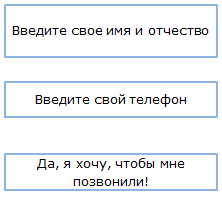 Введите свое имя и отчество
Введите свой телефон
Да, я хочу, чтобы мне
позвонили!